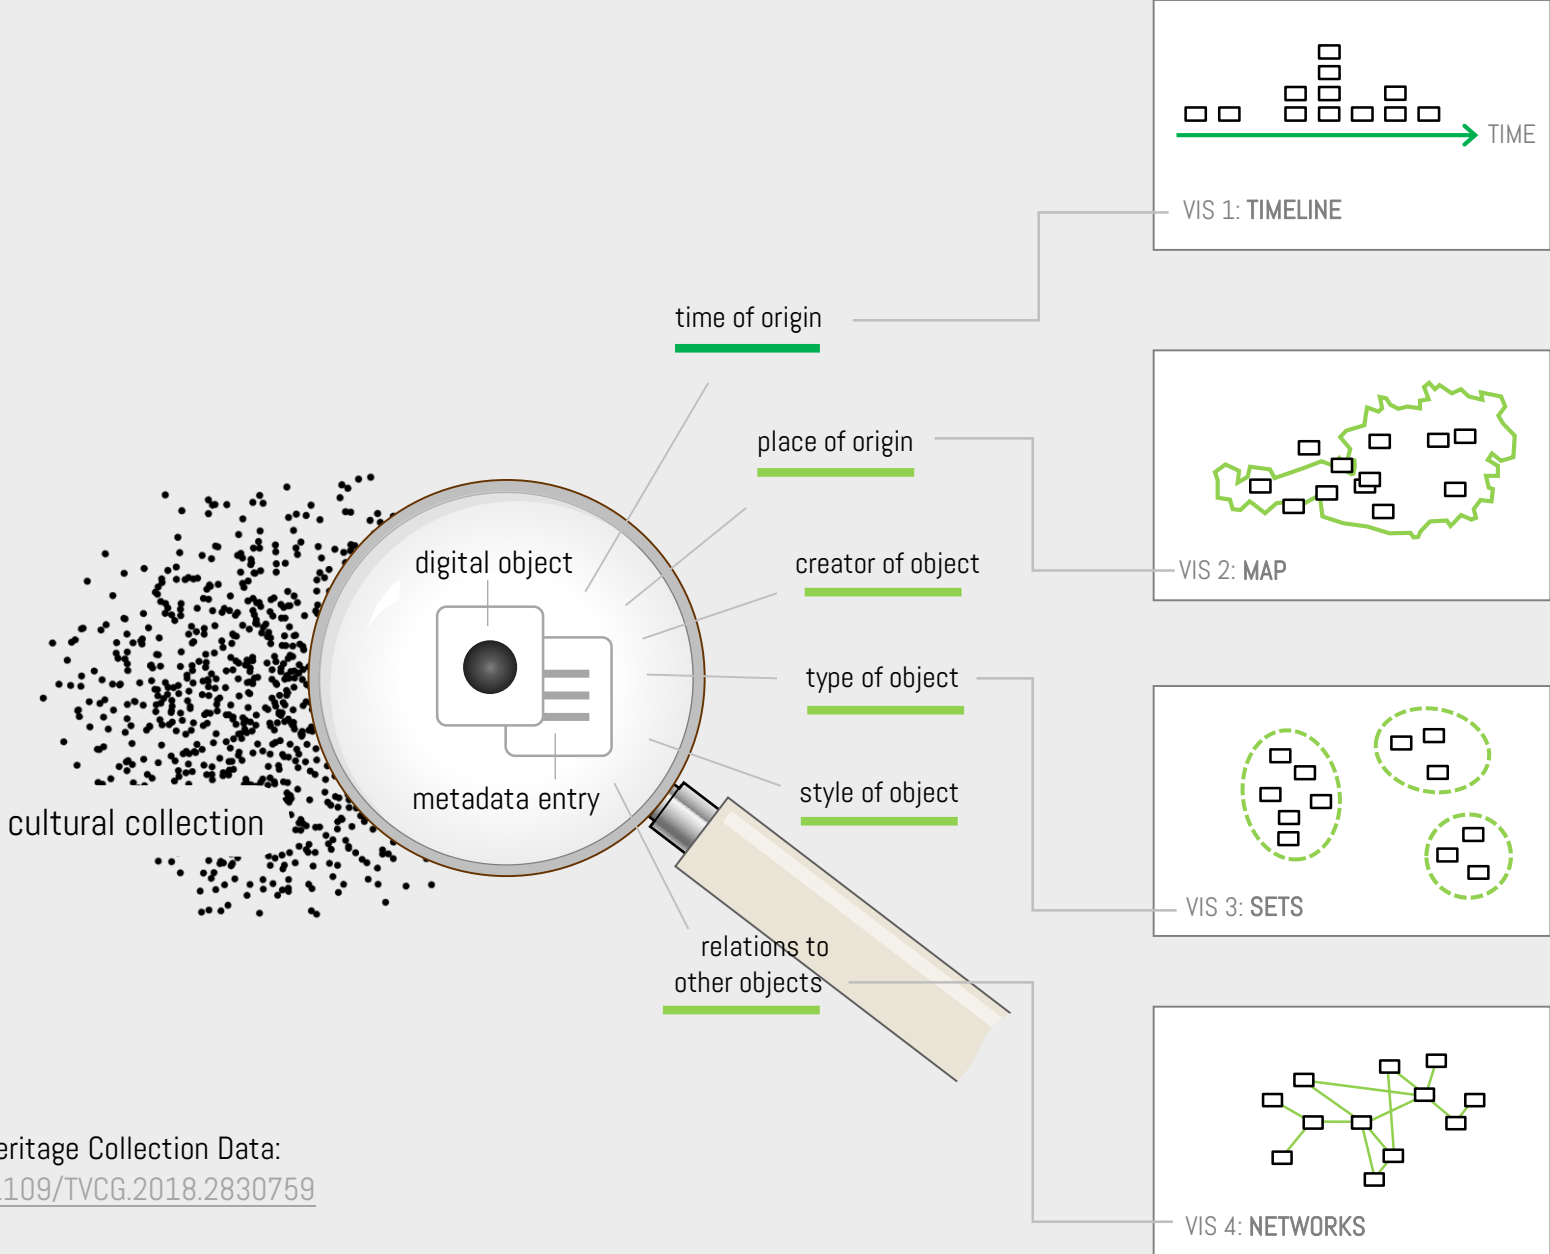 TIME
VIS 1: TIMELINE
time of origin
place of origin
digital object
creator of object
VIS 2: MAP
type of object
metadata entry
style of object
cultural collection
VIS 3: SETS
relations to
other objects
eritage Collection Data:
.109/TVCG.2018.2830759
VIS 4: NETWORKS